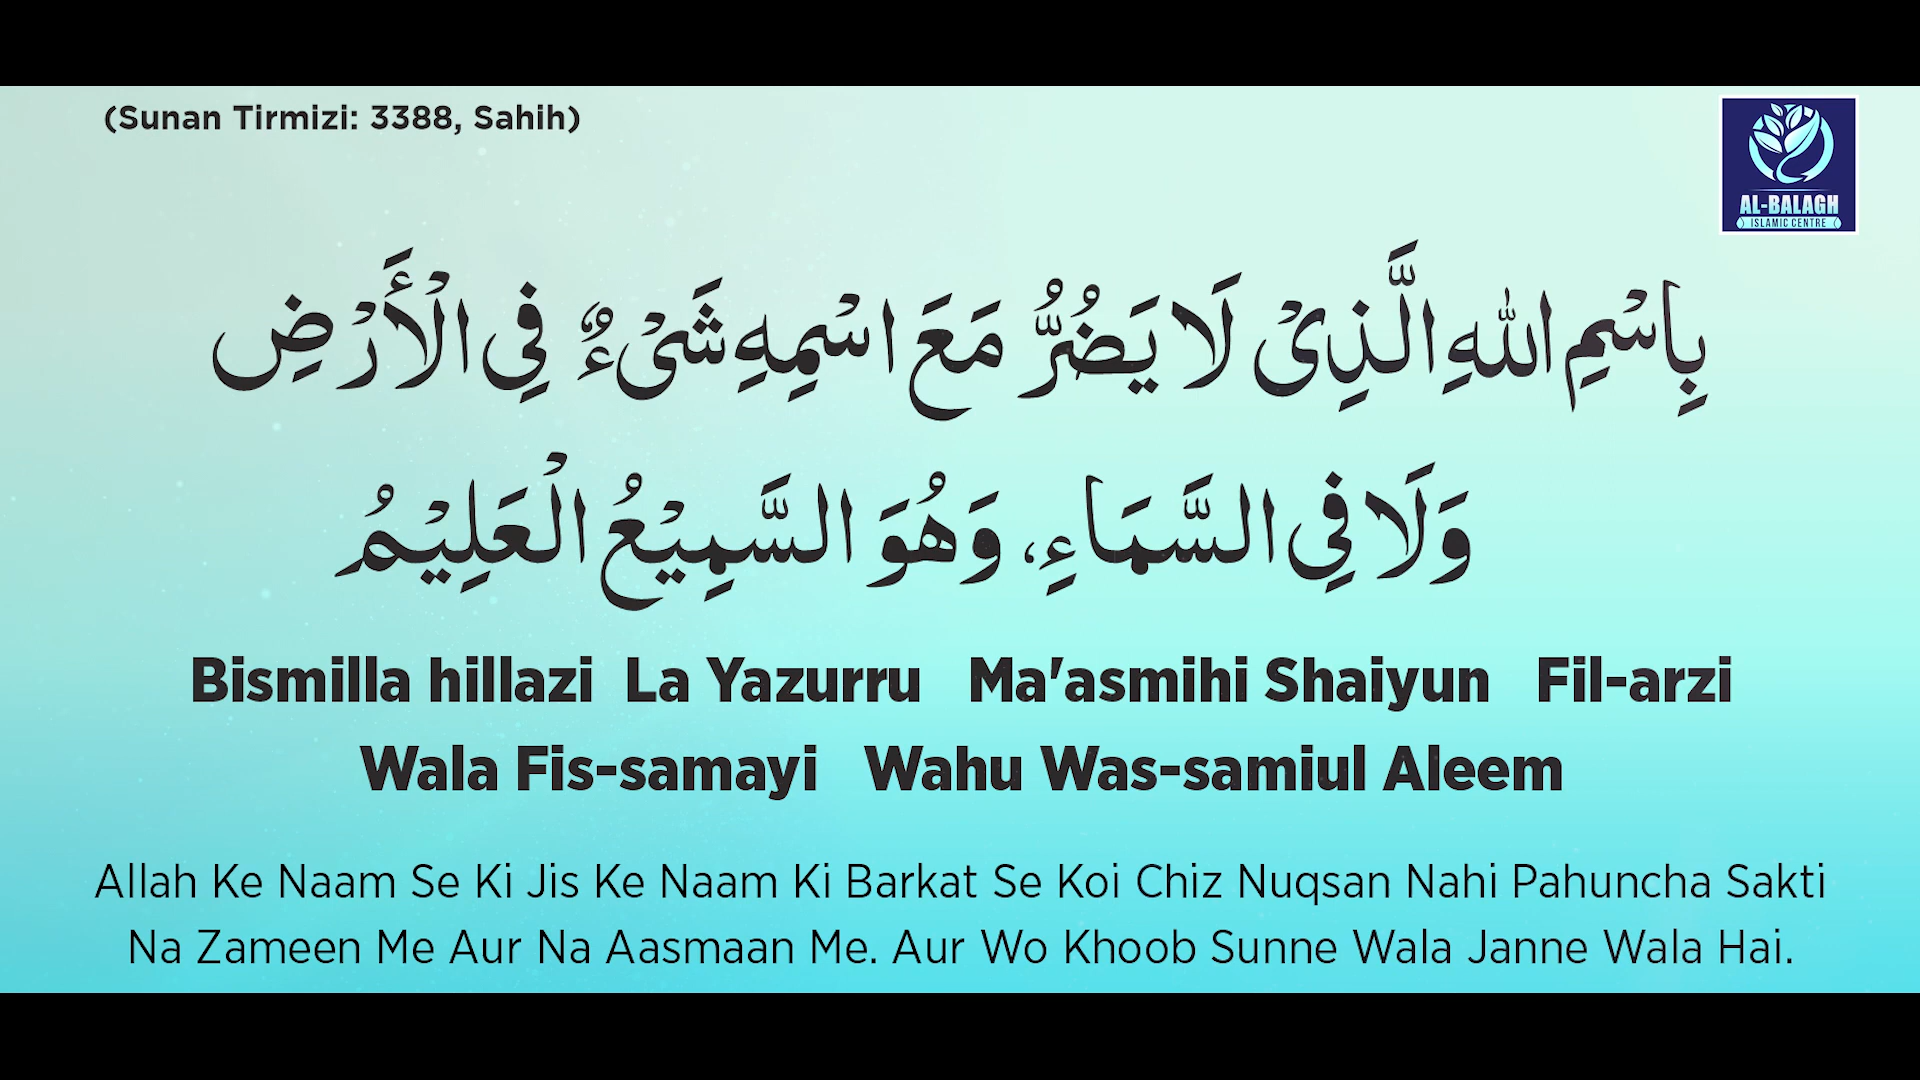 (Sunan Tirmizi: 3388, Sahih)
AL-BALAGH
ISLAMIC CENTRE
بِاسْمِ اللهِ الَّذِیْ لَا يَضُرُّ مَعَ اسْمِهِ شَیْءٌ فِی الْأَرْضِ
وَلَا فِی السَّمَاءِ، وَهُوَ السَّمِيْعُ الْعَلِيْمُ
Bismilla hillazi La Yazurru Ma'asmihi Shaiyun Fil-arzi
Wala Fis-samayi Wahu Was-samiul Aleem
Allah Ke Naam Se Ki Jis Ke Naam Ki Barkat Se Koi Chiz Nuqsan Nahi Pahuncha Sakti
Na Zameen Me Aur Na Aasmaan Me. Aur Wo Khoob Sunne Wala Janne Wala Hai.